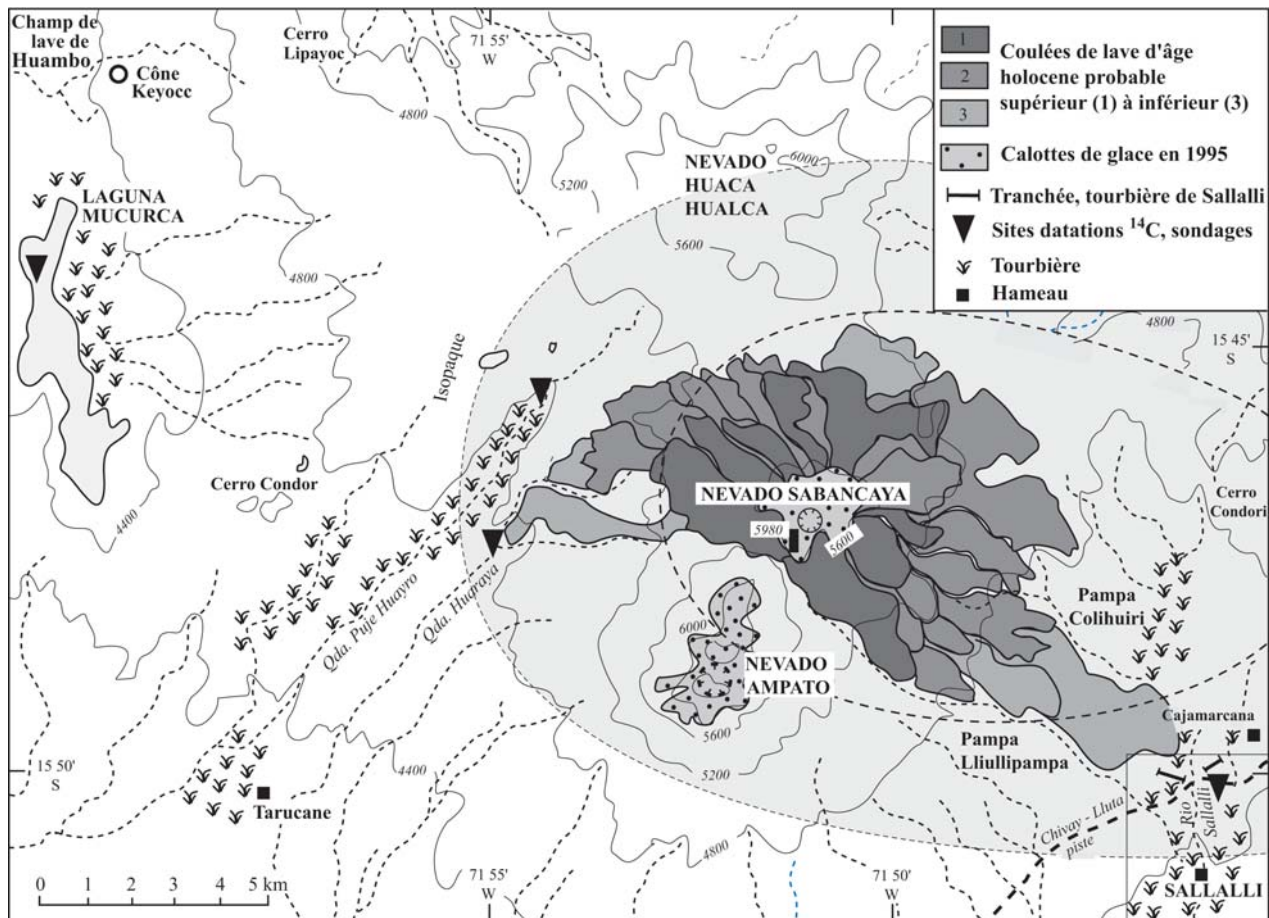 Champ de
lave de
Huambo
Cône
Keyocc
Cerro
Lipayoc
71 55'
W
4800
5200
NEVADO
HUACA
HUALCA
6000
5600
1
2
3
Coulées de lave d'âge
holocene probable
supérieur (1) à inférieur (3)
Calottes de glace en 1995
Tranchée, tourbière de Sallalli
Sites datations ¹⁴C, sondages
Tourbière
Hameau
4800
15 45'
S
LAGUNA
MUCURCA
4800
Isopaque
Cerro Condor
4400
NEVADO SABANCAYA
5980
5600
Cerro
Condori
Pampa
Colihuiri
Qda. Puje Huayro
Qda. Huqraya
6000
NEVADO
AMPATO
5600
5200
4400
4800
Pampa
Lliullipampa
Cajamarcana
15 50'
S
Tarucane
Chivay - Lluta
piste
Rio
Sallalli
SALLALLI
0 1 2 3 4 5 km
71 55'
W
71 50'
W